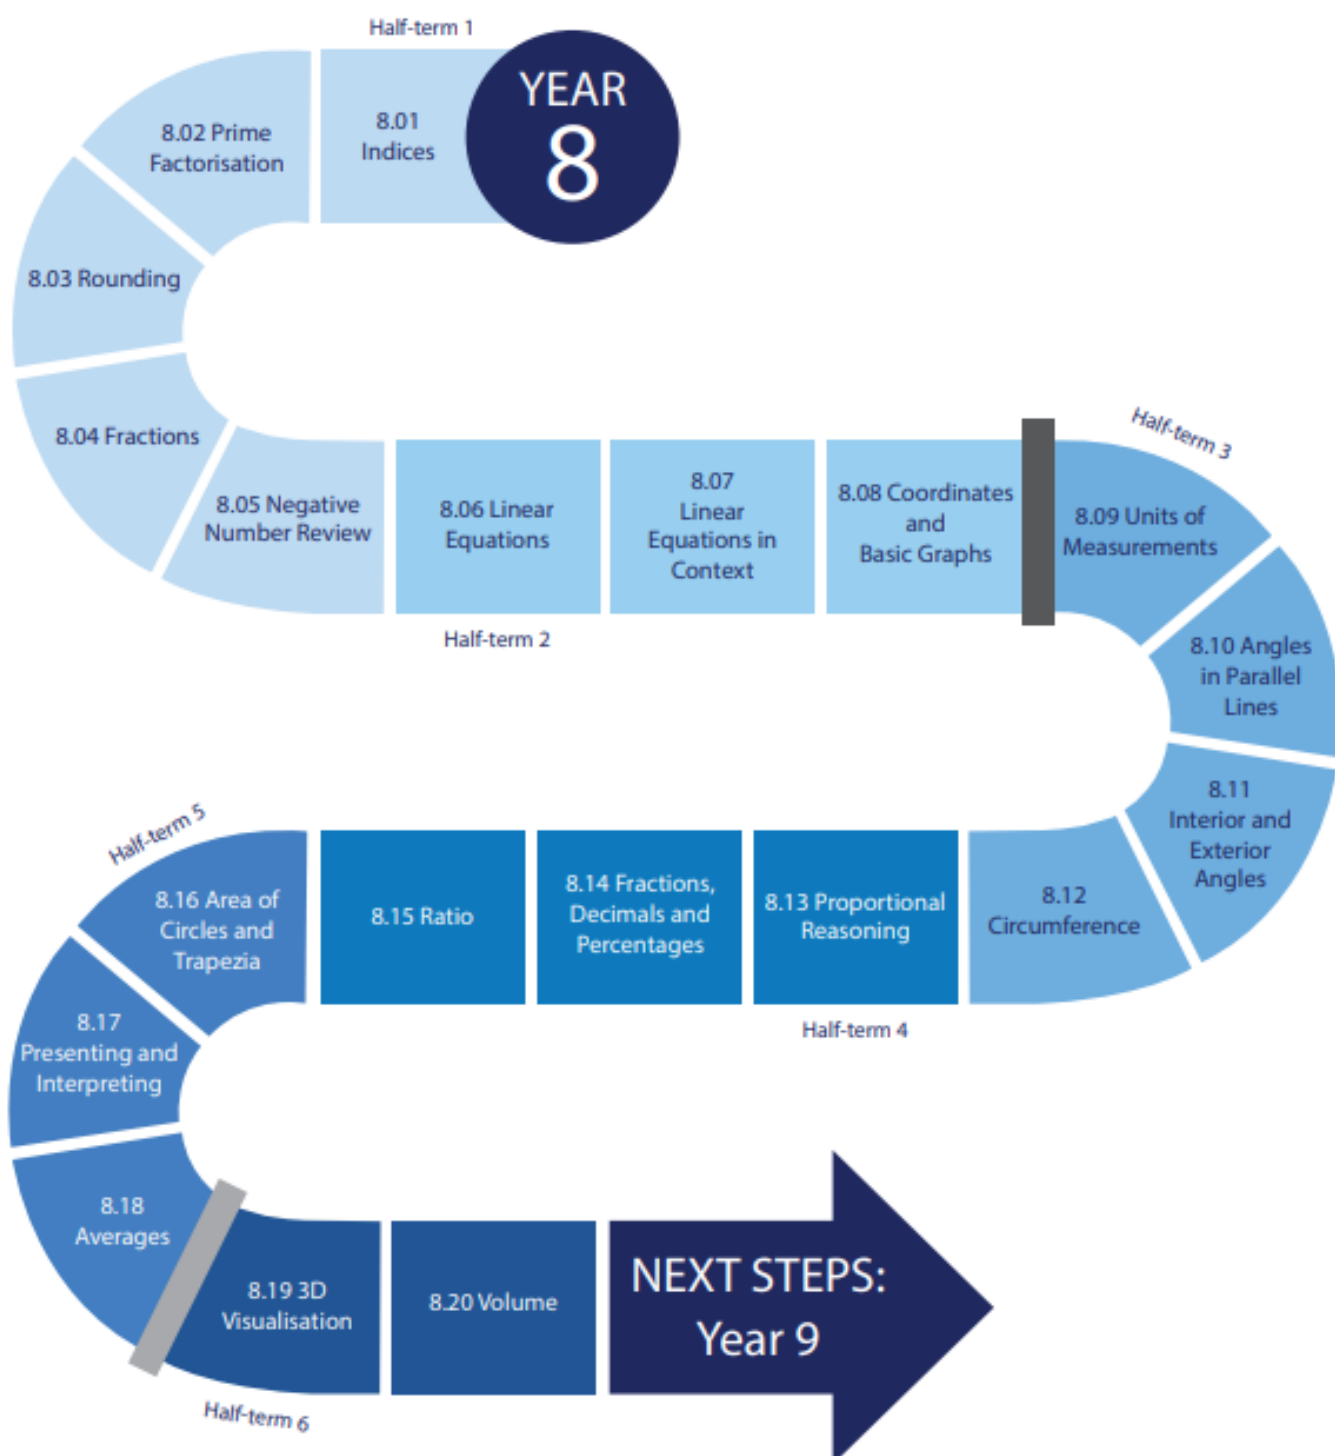 Half-term 1
YEAR
8
8.01
Indices
8.02 Prime
Factorisation
8.03 Rounding
8.04 Fractions
8.05 Negative
Number Review
8.06 Linear
Equations
Half-term 2
8.07
Linear
Equations in
Context
8.08 Coordinates
and
Basic Graphs
Half-term 3
8.09 Units of
Measurements
8.10 Angles
in Parallel
Lines
8.11
Interior and
Exterior
Angles
8.12
Circumference
8.13 Proportional
Reasoning
Half-term 4
8.14 Fractions,
Decimals and
Percentages
8.15 Ratio
Half-term 5
8.16 Area of
Circles and
Trapezia
8.17
Presenting and
Interpreting
8.18
Averages
8.19 3D
Visualisation
Half-term 6
8.20 Volume
NEXT STEPS:
Year 9